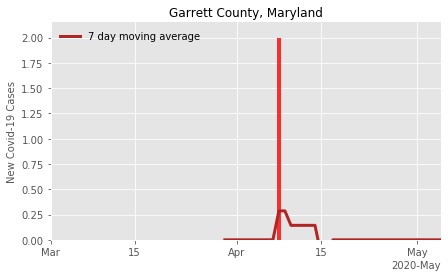 Garrett County, Maryland
7 day moving average
New Covid-19 Cases
2.00
1.75
1.50
1.25
1.00
0.75
0.50
0.25
0.00
Mar 15 Apr 15 May
2020-May